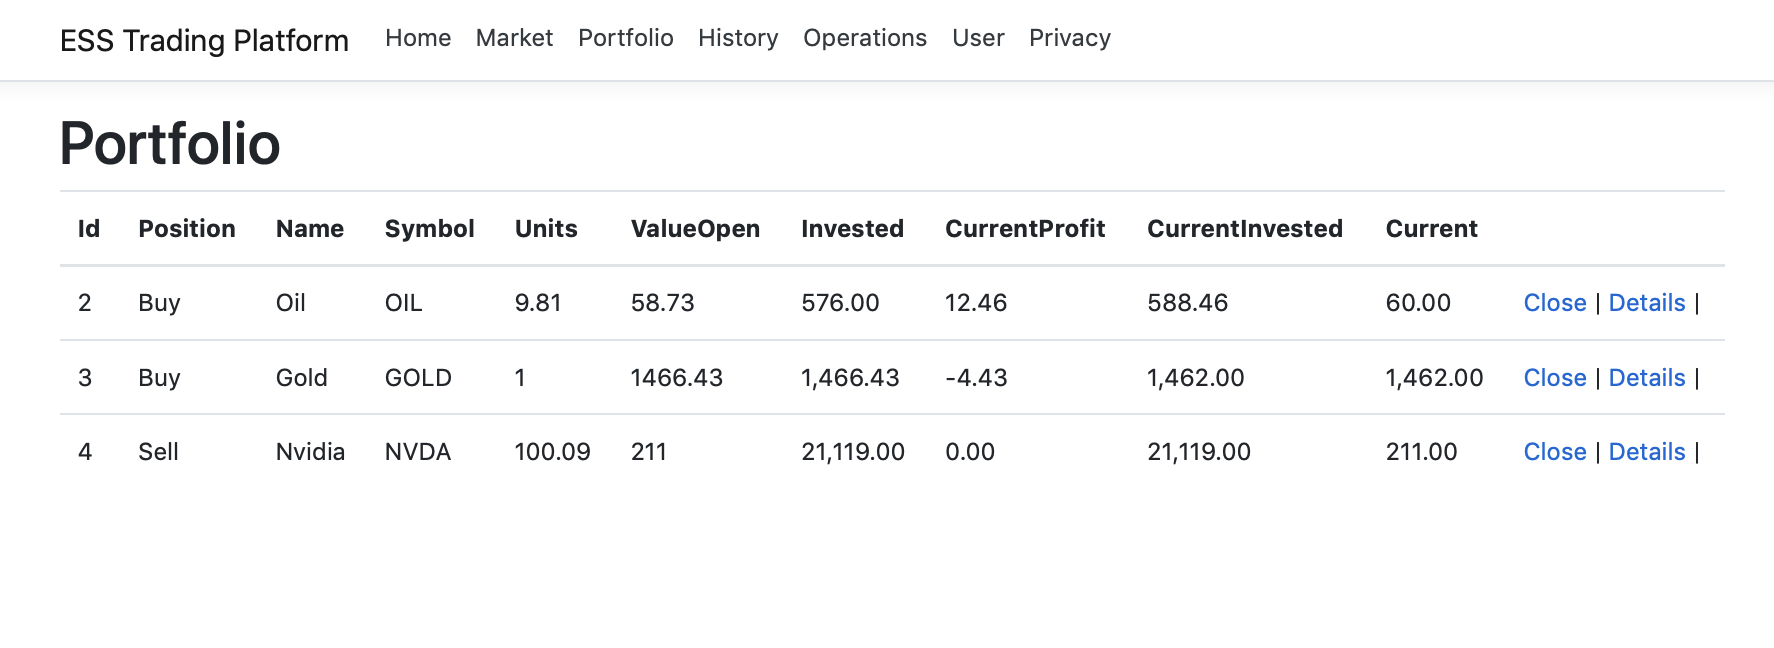 ESS Trading Platform Home Market Portfolio History Operations User Privacy
Portfolio
Id Position Name Symbol Units ValueOpen Invested CurrentProfit CurrentInvested Current
2 Buy Oil OIL 9.81 58.73 576.00 12.46 588.46 60.00 Close | Details |
3 Buy Gold GOLD 1 1466.43 1,466.43 -4.43 1,462.00 1,462.00 Close | Details |
4 Sell Nvidia NVDA 100.09 211 21,119.00 0.00 21,119.00 211.00 Close | Details |